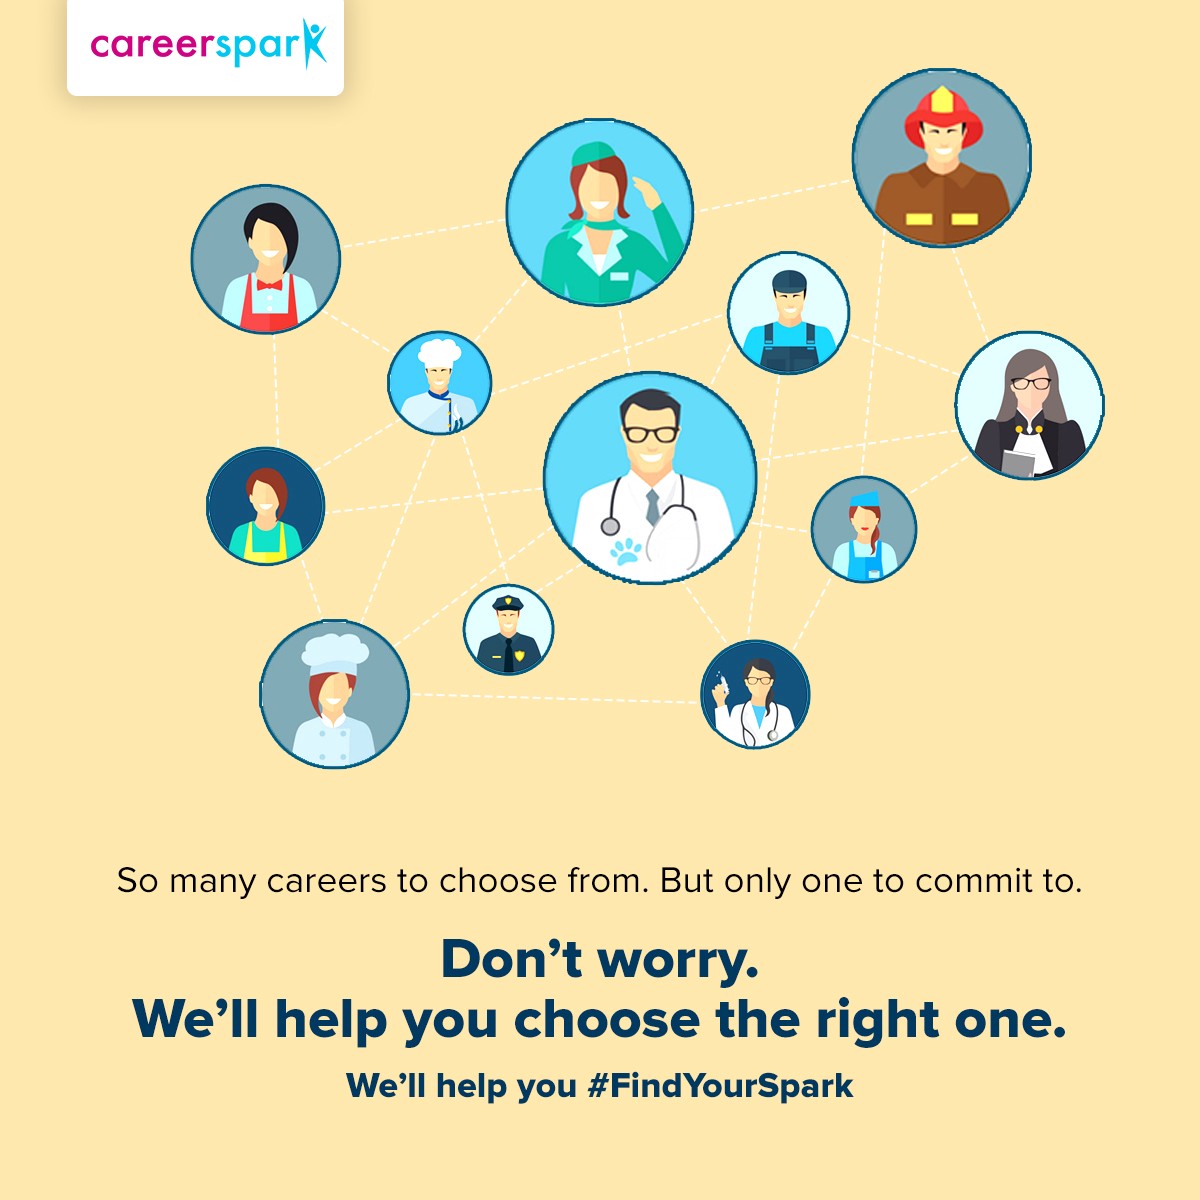 careerspark
So many careers to choose from. But only one to commit to.
Don’t worry.
We’ll help you choose the right one.
We’ll help you #FindYourSpark